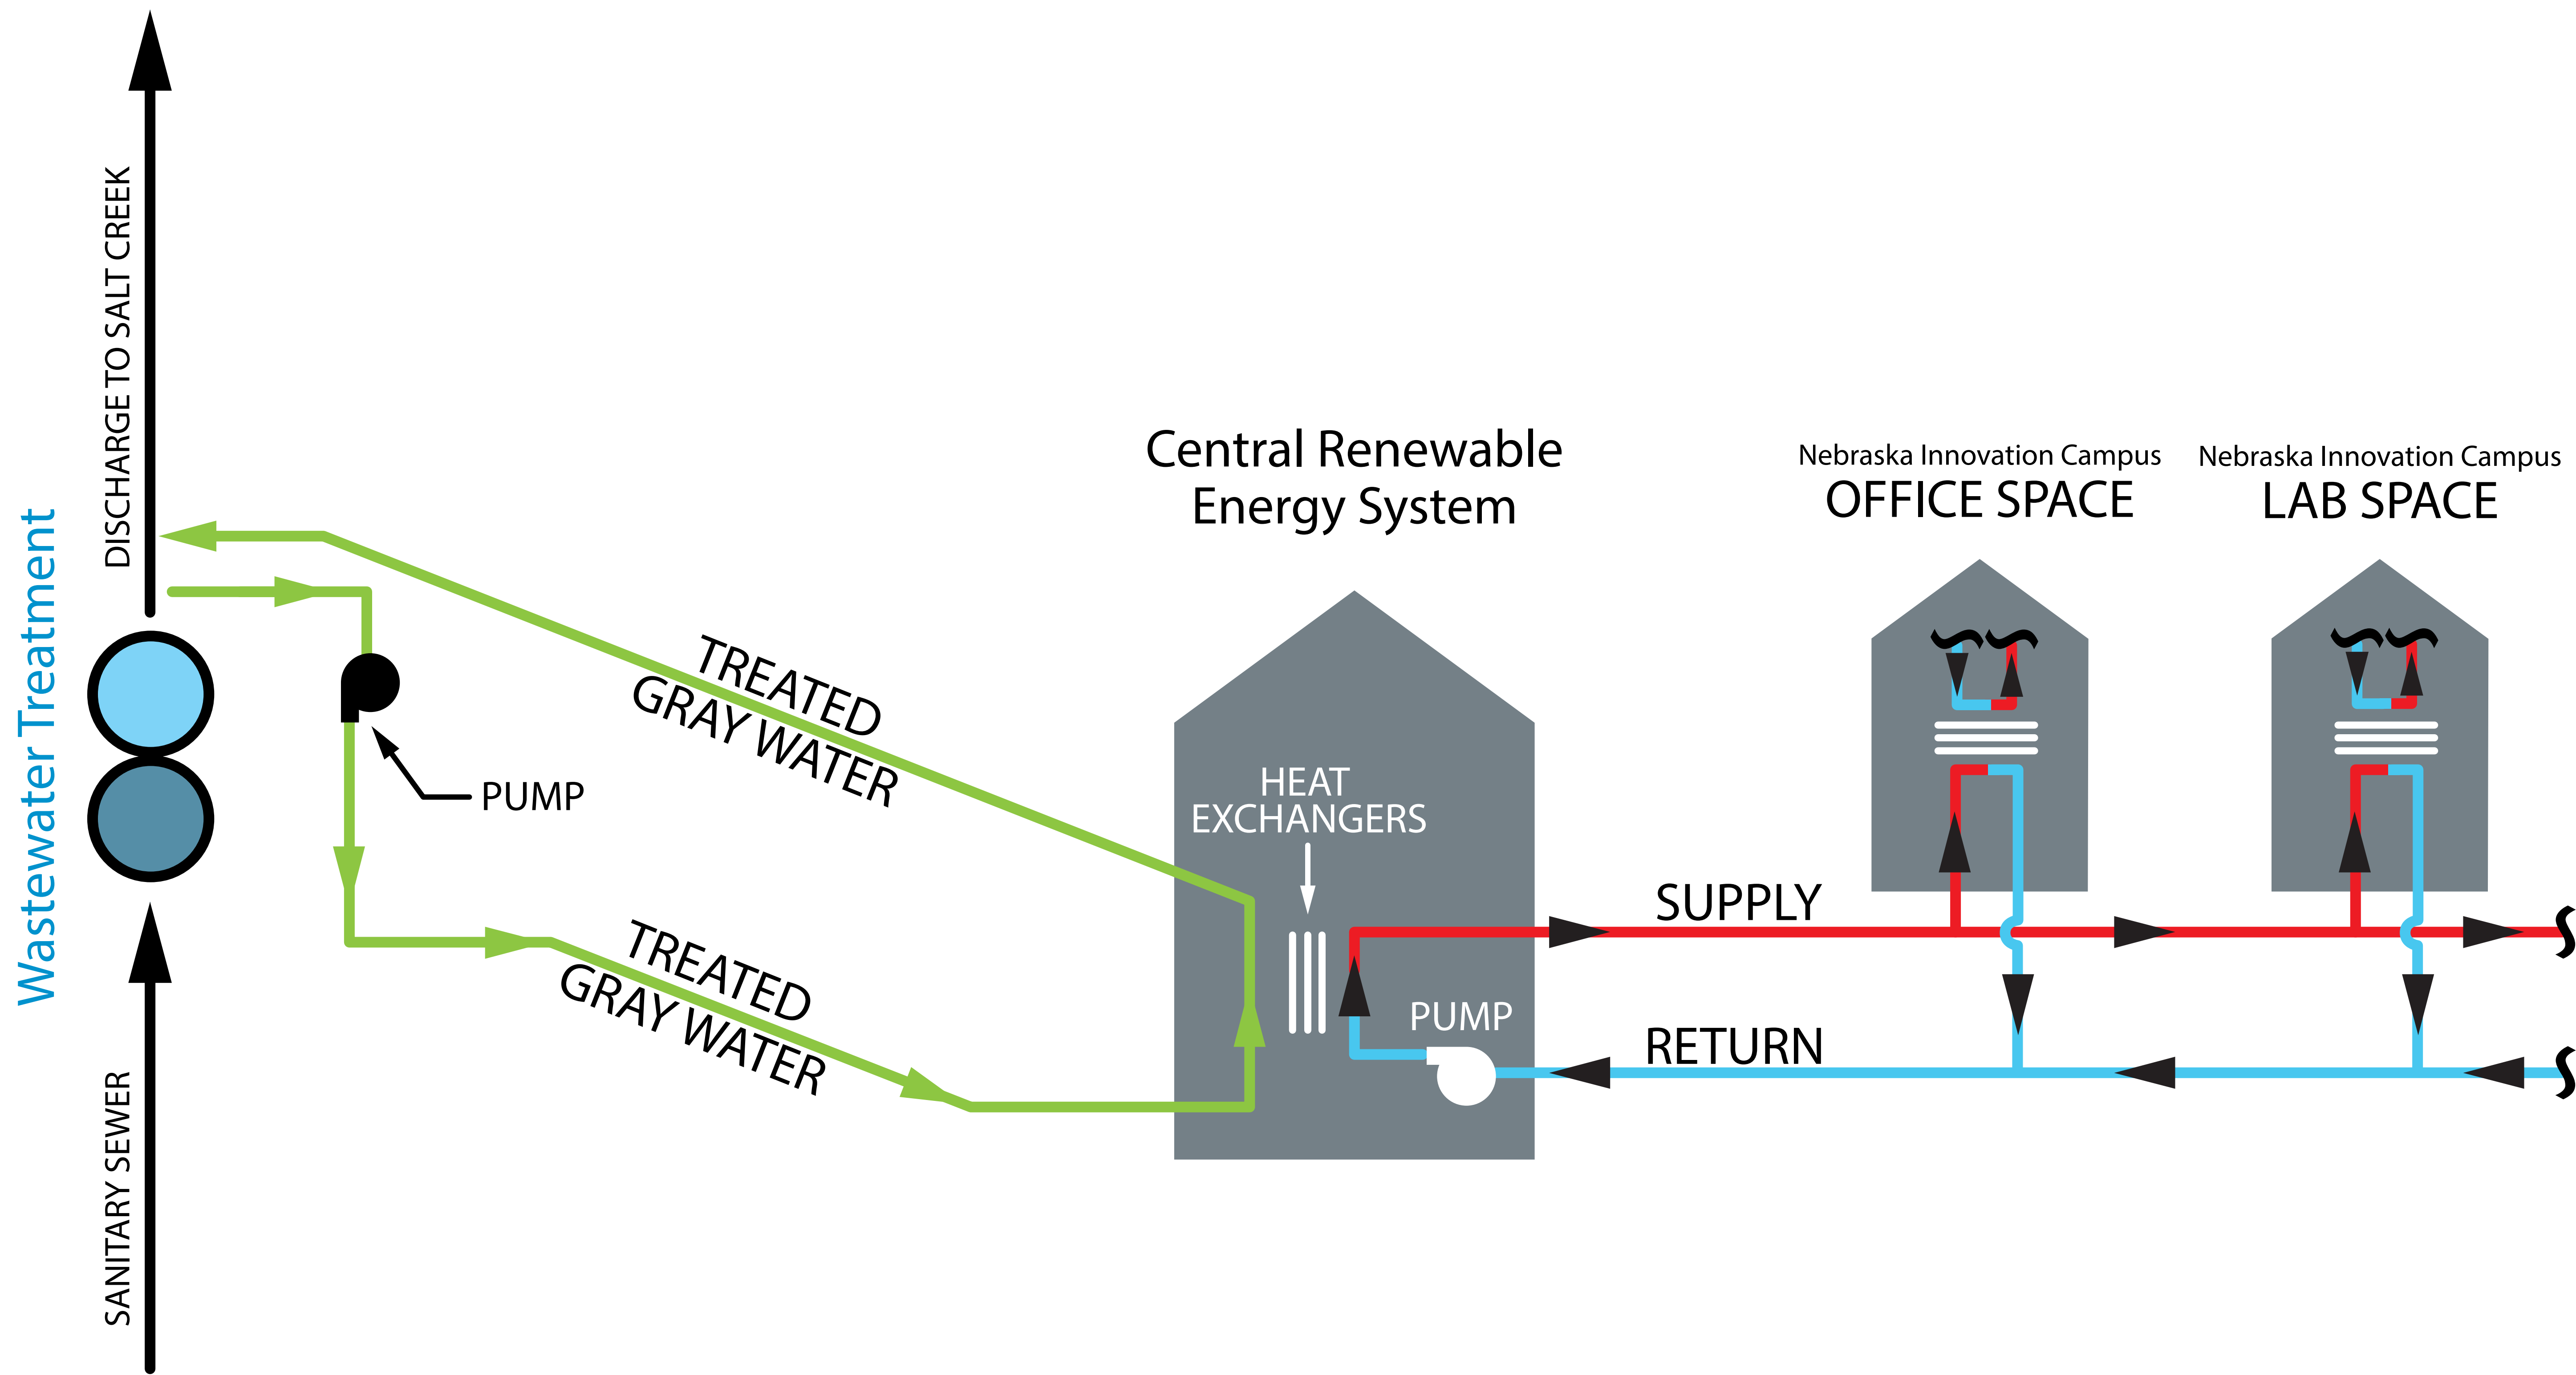 Wastewater Treatment
DISCHARGE TO SALT CREEK
SANITARY SEWER
PUMP
TREATED
GRAY WATER
TREATED
GRAY WATER
Central Renewable
Energy System
HEAT
EXCHANGERS
PUMP
SUPPLY
RETURN
Nebraska Innovation Campus
OFFICE SPACE
Nebraska Innovation Campus
LAB SPACE